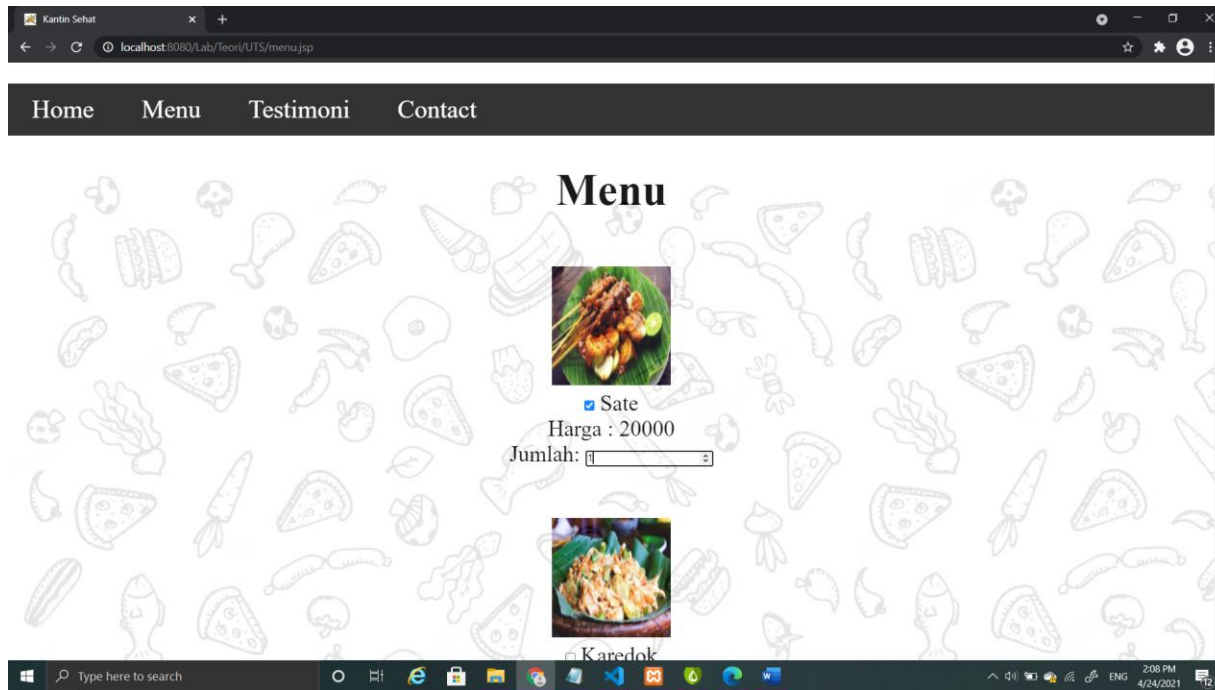 Kantin Sehat
localhost:8080/Lab/Teori/UTS/menu.jsp
Home Menu Testimoni Contact
Menu
Sate
Harga : 20000
Jumlah: 1
Karedok
Type here to search
ENG
2:08 PM
4/24/2021
12